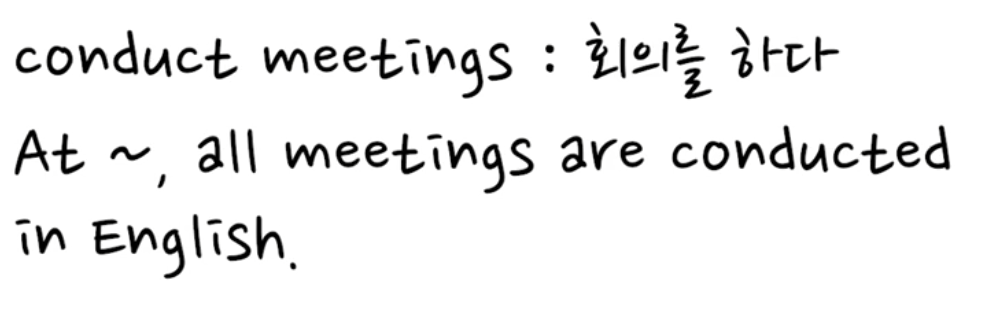 conduct meetings : 회의를 하다
At ~, all meetings are conducted
in English.